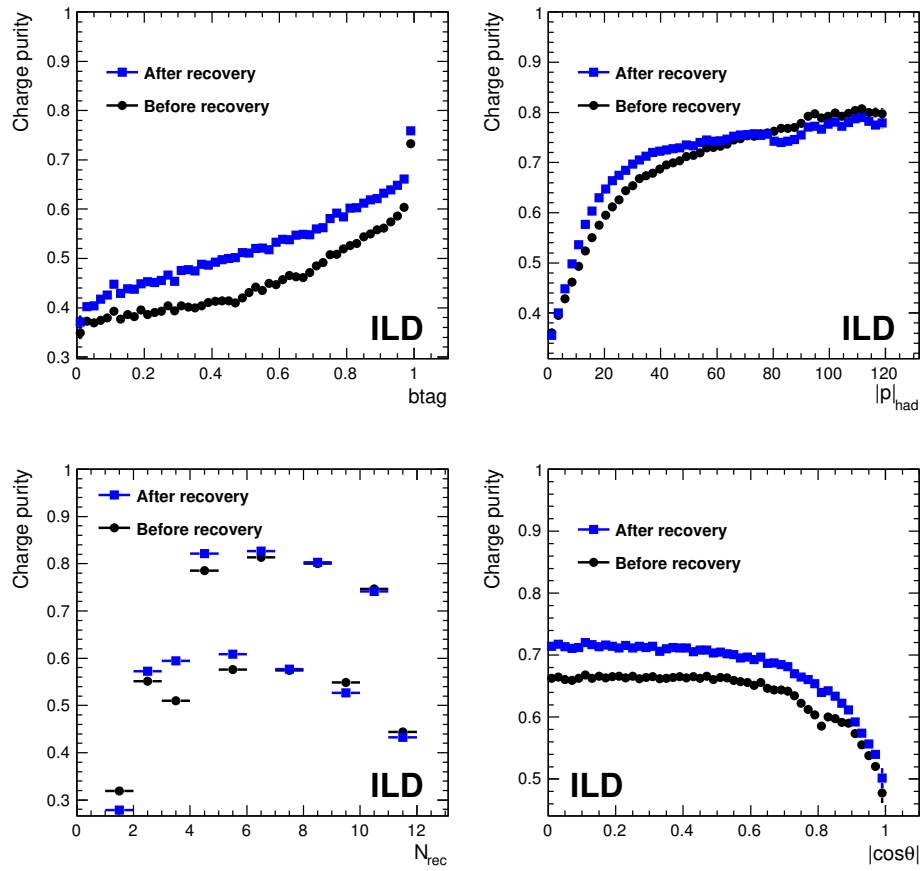 Charge purity
1
0.9
0.8
0.7
0.6
0.5
0.4
0.3
After recovery
Before recovery
ILD
0 0.2 0.4 0.6 0.8 1
btag
Charge purity
1
0.9
0.8
0.7
0.6
0.5
0.4
After recovery
Before recovery
ILD
0 20 40 60 80 100 120
|p|had
Charge purity
1
0.9
0.8
0.7
0.6
0.5
0.4
0.3
After recovery
Before recovery
ILD
0 2 4 6 8 10 12
Nrec
Charge purity
1
0.9
0.8
0.7
0.6
0.5
After recovery
Before recovery
ILD
0 0.2 0.4 0.6 0.8 1
|cosθ|